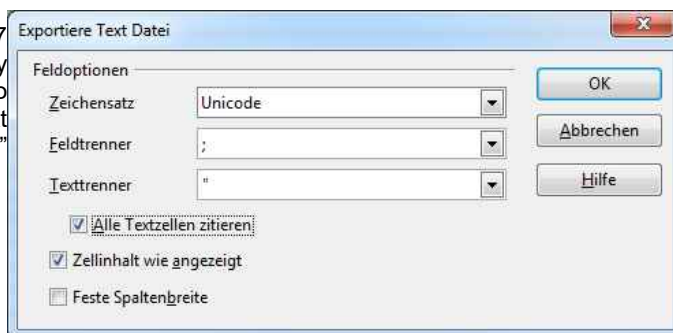 Exportiere Text Datei
Feldoptionen
Zeichensatz
Unicode
Feldtrenner
;
Texttrenner
"
Alle Textzellen zitieren
Zellinhalt wie angezeigt
Feste Spaltenbreite
OK
Abbrechen
Hilfe